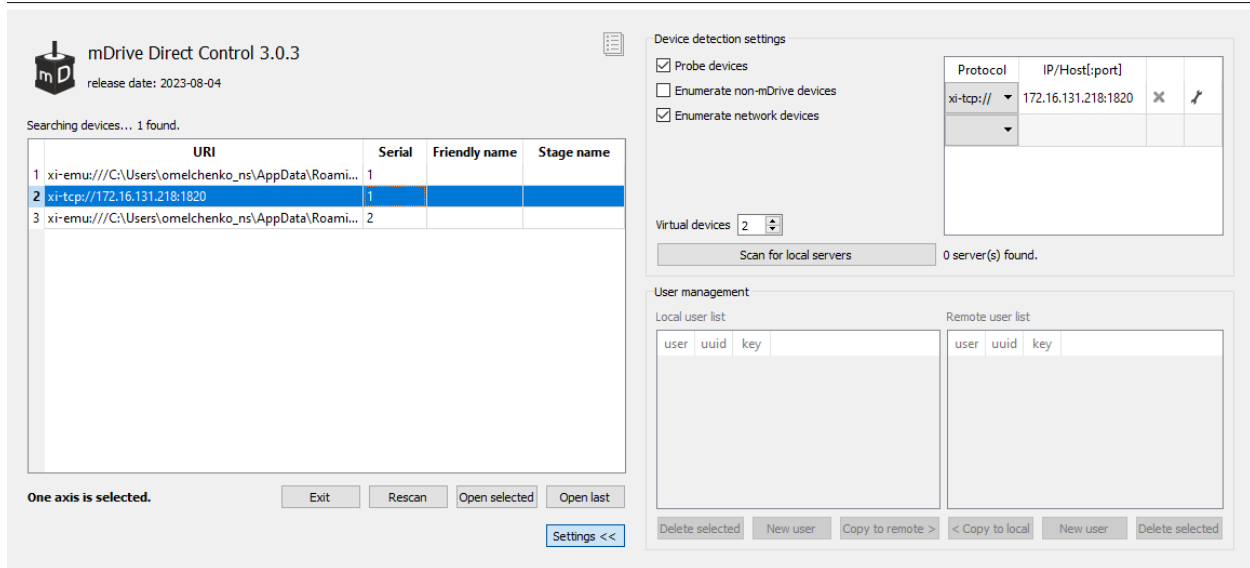 mDrive Direct Control 3.0.3
mD
release date: 2023-08-04
Searching devices... 1 found.
URI Serial Friendly name Stage name
1 xi-emu:///C:\Users\omelchenko_ns\AppData\Roami... 1
2 xi-tcp://172.16.131.218:1820 1
3 xi-emu:///C:\Users\omelchenko_ns\AppData\Roami... 2
One axis is selected.
Exit Rescan Open selected Open last
Settings <<
Device detection settings
Probe devices
Enumerate non-mDrive devices
Enumerate network devices
Protocol IP/Host[:port]
xi-tcp:// 172.16.131.218:1820
Virtual devices 2
Scan for local servers 0 server(s) found.
User management
Local user list Remote user list
user uuid key user uuid key
Delete selected New user Copy to remote > < Copy to local New user Delete selected